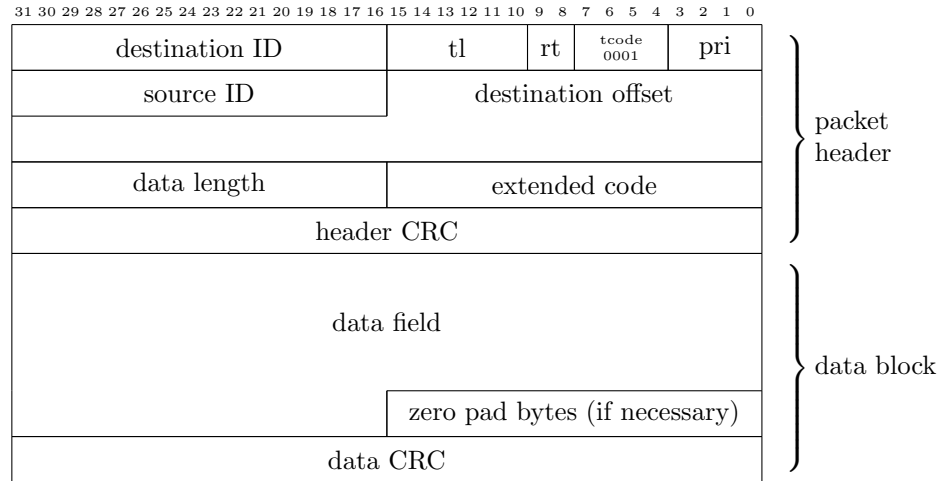 31 30 29 28 27 26 25 24 23 22 21 20 19 18 17 16 15 14 13 12 11 10 9 8 7 6 5 4 3 2 1 0
destination ID tl rt tcode 0001 pri
source ID destination offset
packet
header
data length extended code
header CRC
data field
data block
zero pad bytes (if necessary)
data CRC